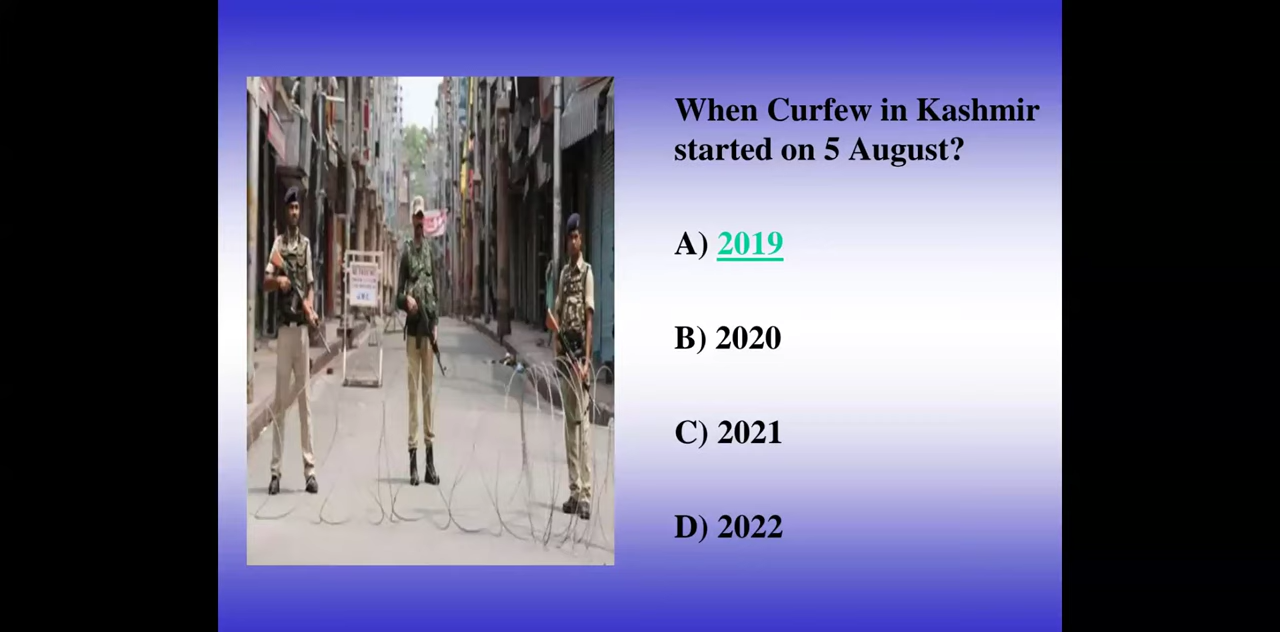 When Curfew in Kashmir
started on 5 August?
A) 2019
B) 2020
C) 2021
D) 2022